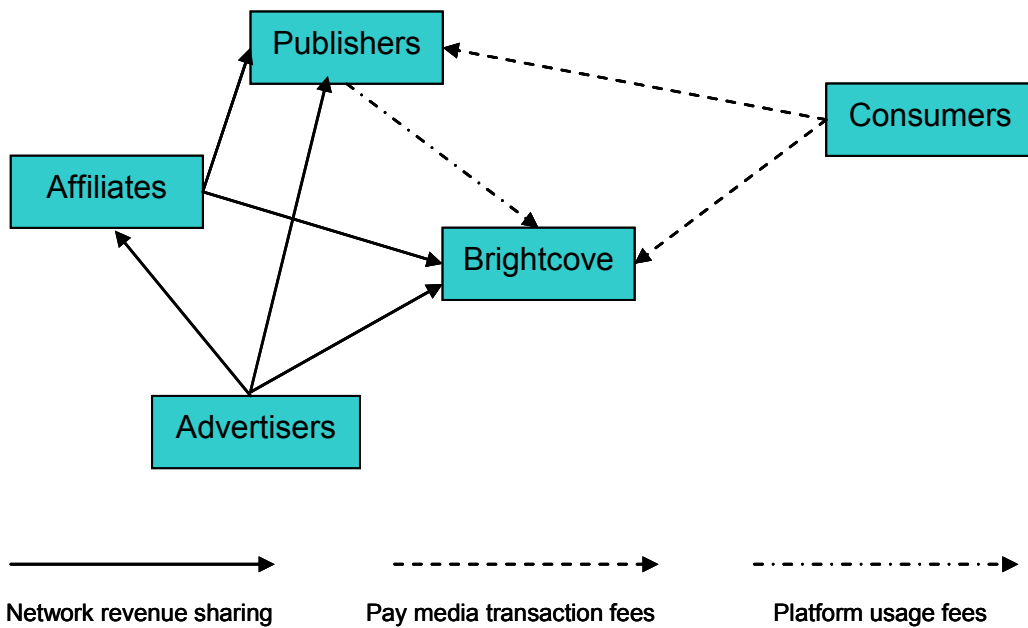 Publishers
Consumers
Affiliates
Brightcove
Advertisers
Network revenue sharing
Pay media transaction fees
Platform usage fees